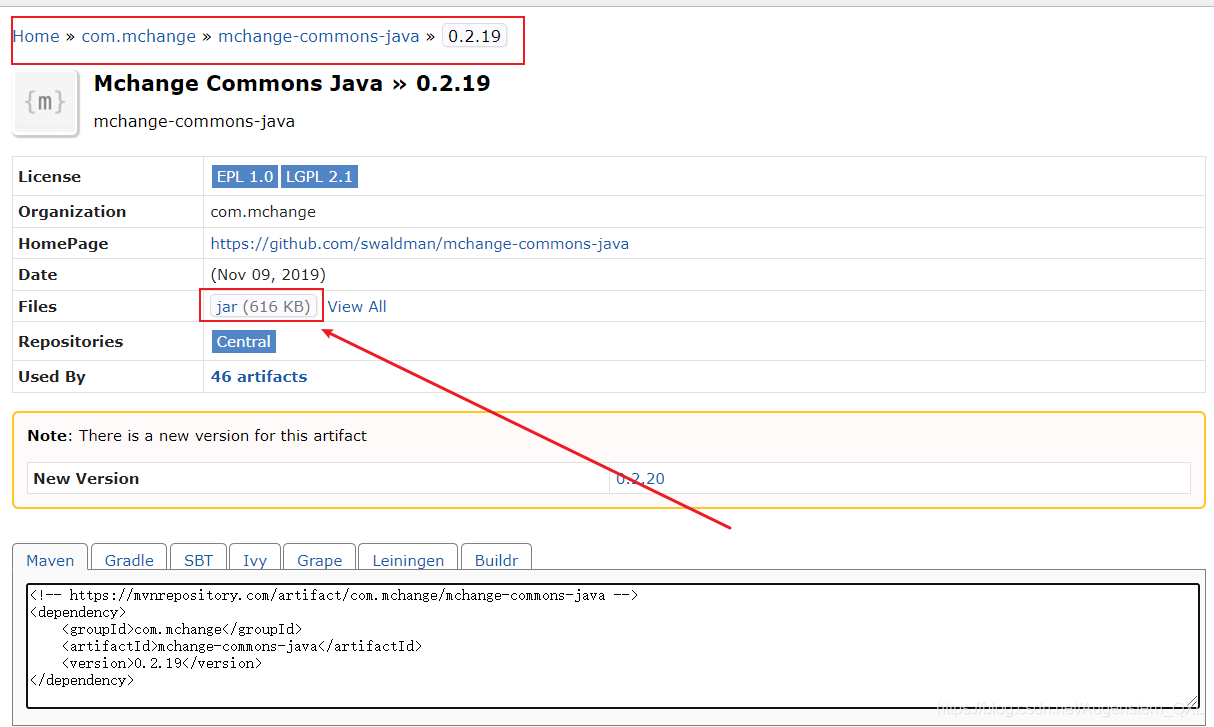 Home » com.mchange » mchange-commons-java » 0.2.19
{m}
Mchange Commons Java » 0.2.19
mchange-commons-java
License EPL 1.0 LGPL 2.1
Organization com.mchange
HomePage https://github.com/swaldman/mchange-commons-java
Date (Nov 09, 2019)
Files jar (616 KB) View All
Repositories Central
Used By 46 artifacts
Note: There is a new version for this artifact
New Version 0.2.20
Maven Gradle SBT Ivy Grape Leiningen Buildr
<!-- https://mvnrepository.com/artifact/com.mchange/mchange-commons-java -->
<dependency>
    <groupId>com.mchange</groupId>
    <artifactId>mchange-commons-java</artifactId>
    <version>0.2.19</version>
</dependency>